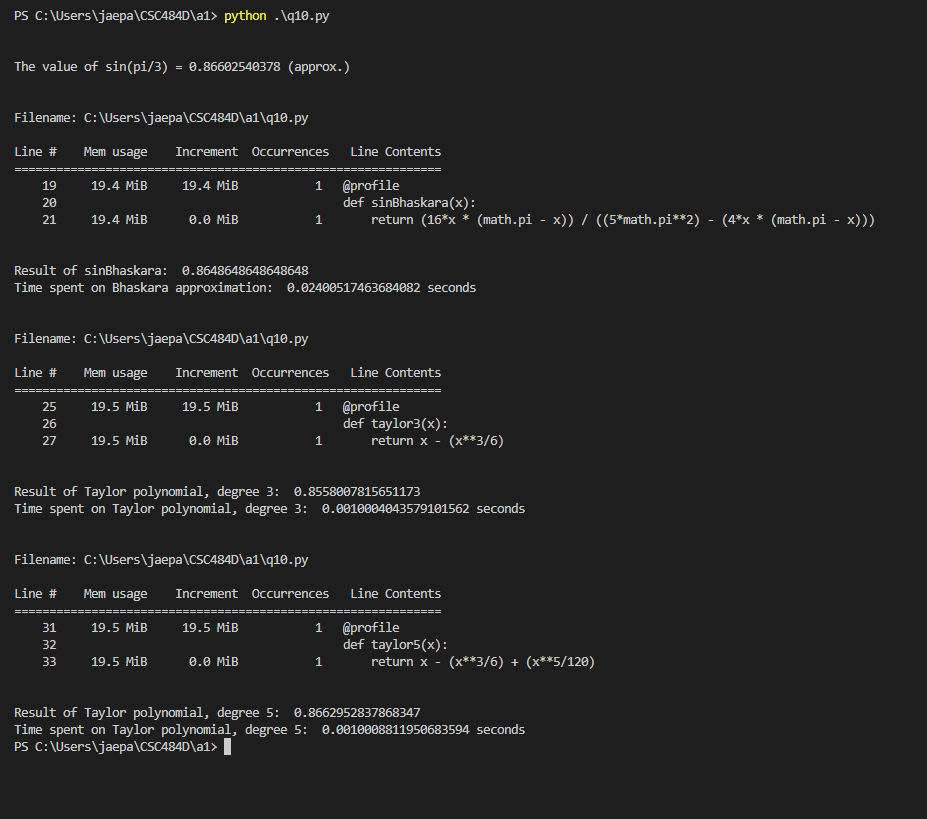 PS C:\Users\jaepa\CSC484D\a1> python .\q10.py
The value of sin(pi/3) = 0.86602540378 (approx.)
Filename: C:\Users\jaepa\CSC484D\a1\q10.py
Line #    Mem usage    Increment  Occurrences   Line Contents
=============================================================
    19     19.4 MiB     19.4 MiB           1   @profile
    20                                         def sinBhaskara(x):
    21     19.4 MiB      0.0 MiB           1       return (16*x * (math.pi - x)) / ((5*math.pi**2) - (4*x * (math.pi - x)))
Result of sinBhaskara:  0.8648648648648648
Time spent on Bhaskara approximation:  0.02400517463684082 seconds
Filename: C:\Users\jaepa\CSC484D\a1\q10.py
Line #    Mem usage    Increment  Occurrences   Line Contents
=============================================================
    25     19.5 MiB     19.5 MiB           1   @profile
    26                                         def taylor3(x):
    27     19.5 MiB      0.0 MiB           1       return x - (x**3/6)
Result of Taylor polynomial, degree 3:  0.8558007815651173
Time spent on Taylor polynomial, degree 3:  0.0010004043579101562 seconds
Filename: C:\Users\jaepa\CSC484D\a1\q10.py
Line #    Mem usage    Increment  Occurrences   Line Contents
=============================================================
    31     19.5 MiB     19.5 MiB           1   @profile
    32                                         def taylor5(x):
    33     19.5 MiB      0.0 MiB           1       return x - (x**3/6) + (x**5/120)
Result of Taylor polynomial, degree 5:  0.8662952837868347
Time spent on Taylor polynomial, degree 5:  0.0010008811950683594 seconds
PS C:\Users\jaepa\CSC484D\a1>